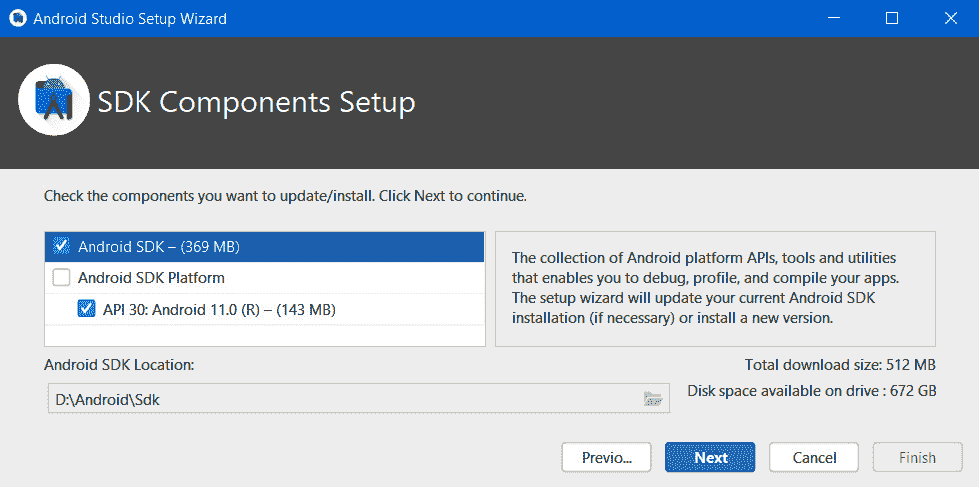 Android Studio Setup Wizard
SDK Components Setup
Check the components you want to update/install. Click Next to continue.
Android SDK – (369 MB)
Android SDK Platform
API 30: Android 11.0 (R) – (143 MB)
The collection of Android platform APIs, tools and utilities
that enables you to debug, profile, and compile your apps.
The setup wizard will update your current Android SDK
installation (if necessary) or install a new version.
Android SDK Location:
D:\Android\Sdk
Total download size: 512 MB
Disk space available on drive : 672 GB
Previo...
Next
Cancel
Finish